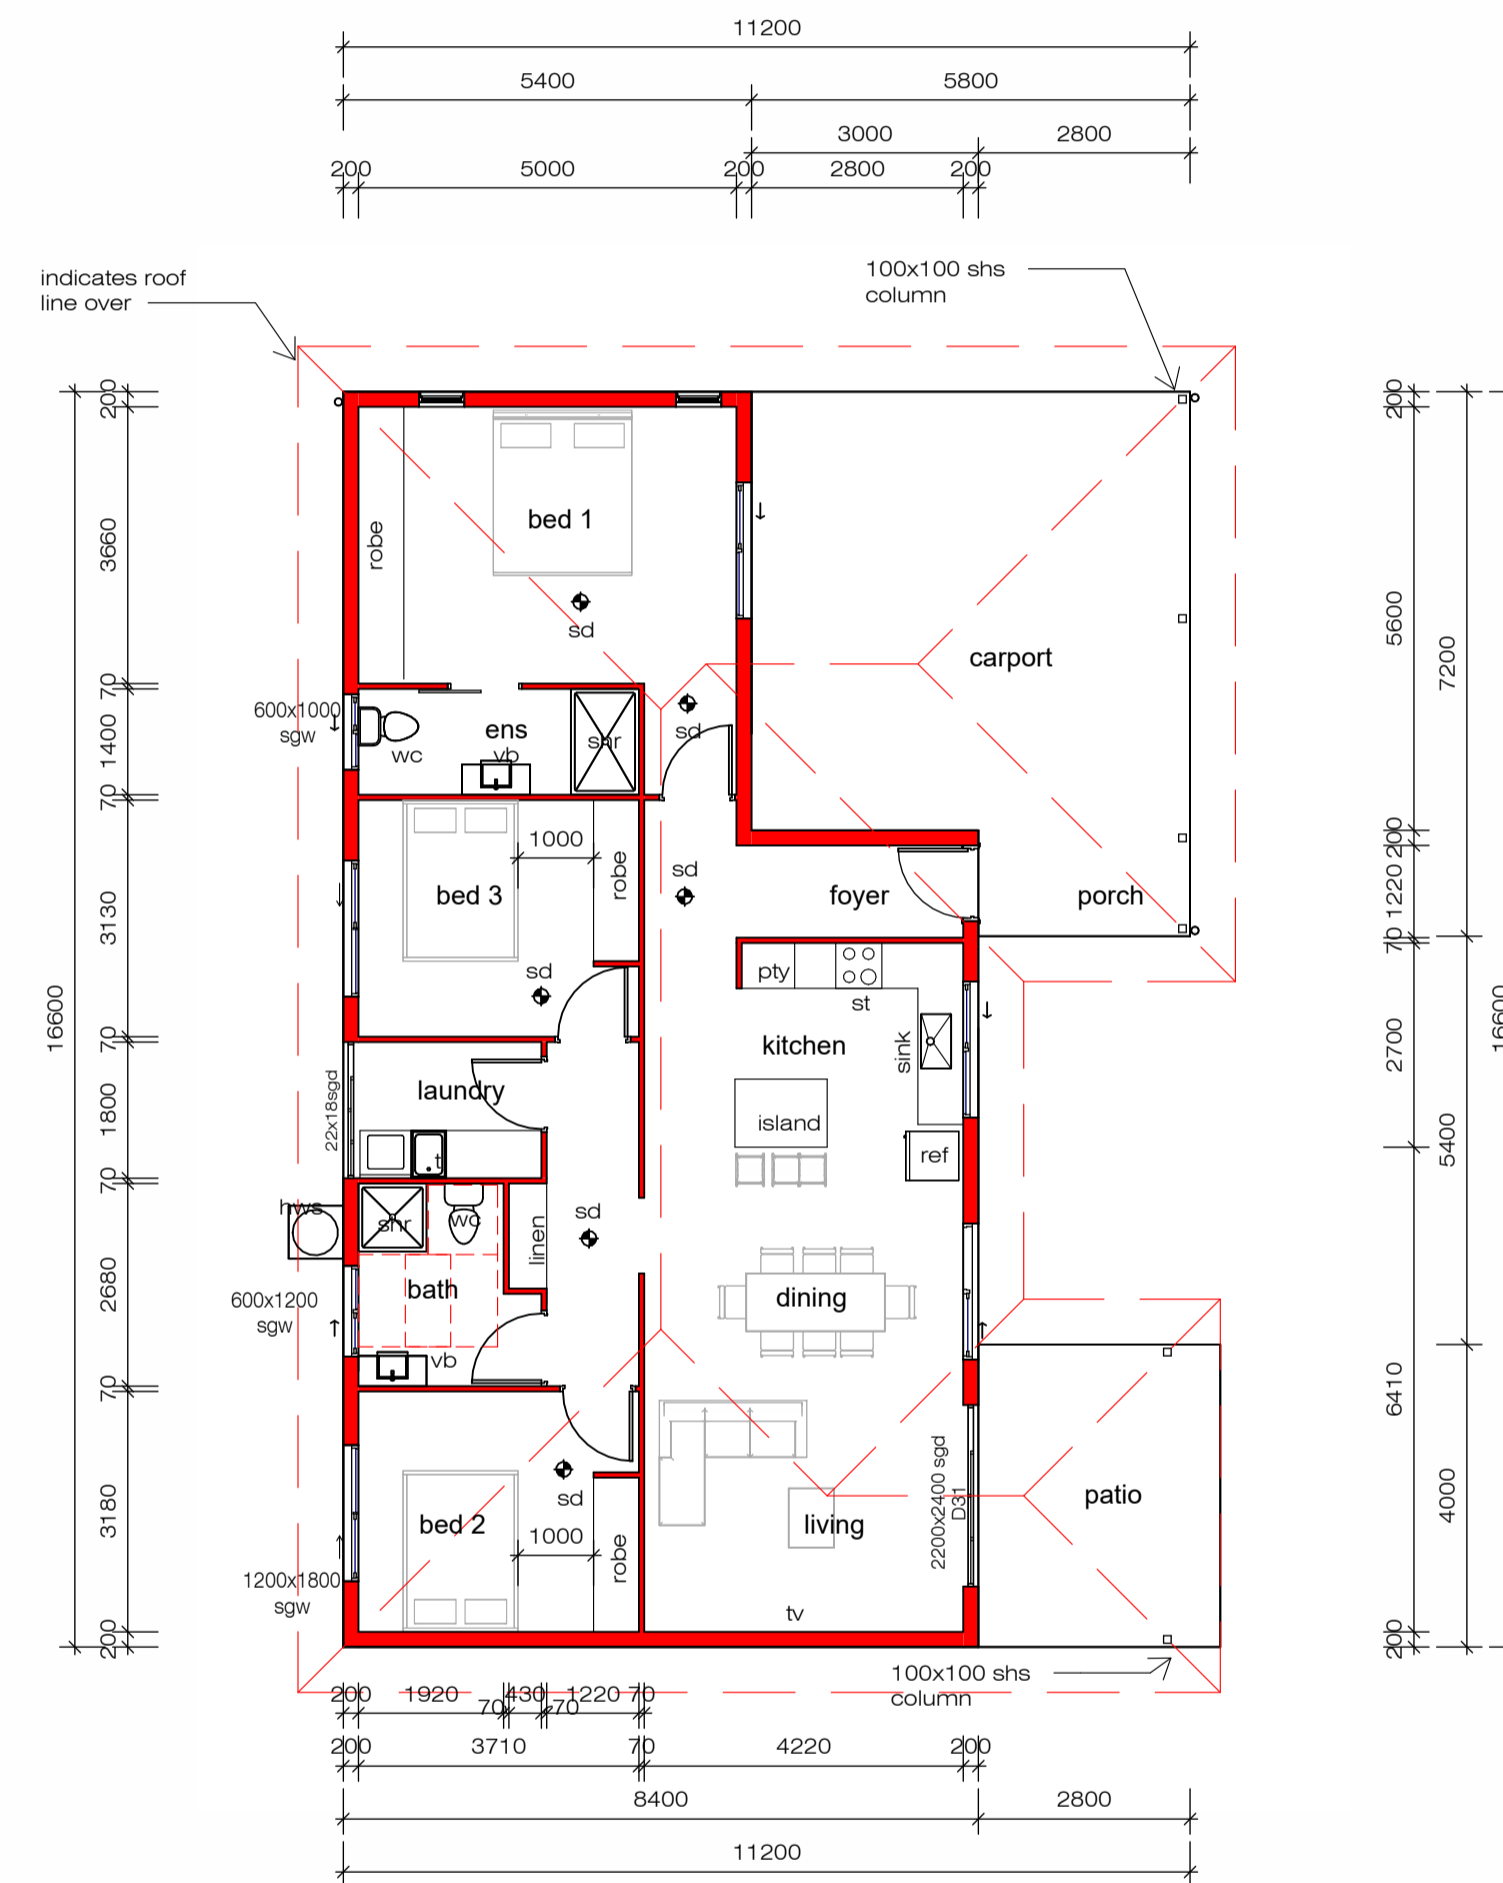 11200
5400 5800
3000 2800
200 5000 200 2800 200
indicates roof
line over
100x100 shs
column
200
3660
70
1400
70
3130
70
1800
70
2680
70
3180
200
16600
bed 1
robe
sd
600x1000
sgw
wc
ens
vb
shr
sd
carport
bed 3
1000
robe
sd
sd
foyer
porch
pty
st
kitchen
sink
island
ref
laundry
t
22x18sgd
hws
shr
wc
linen
sd
bath
600x1200
sgw
vb
dining
bed 2
1000
robe
sd
1200x1800
sgw
living
tv
2200x2400 sgd
D31
patio
100x100 shs
column
200
5600
200
1220
70
2700
6410
200
7200
5400
4000
16600
200 1920 70 430 70 1220 70
200 3710 70 4220 200
8400 2800
11200